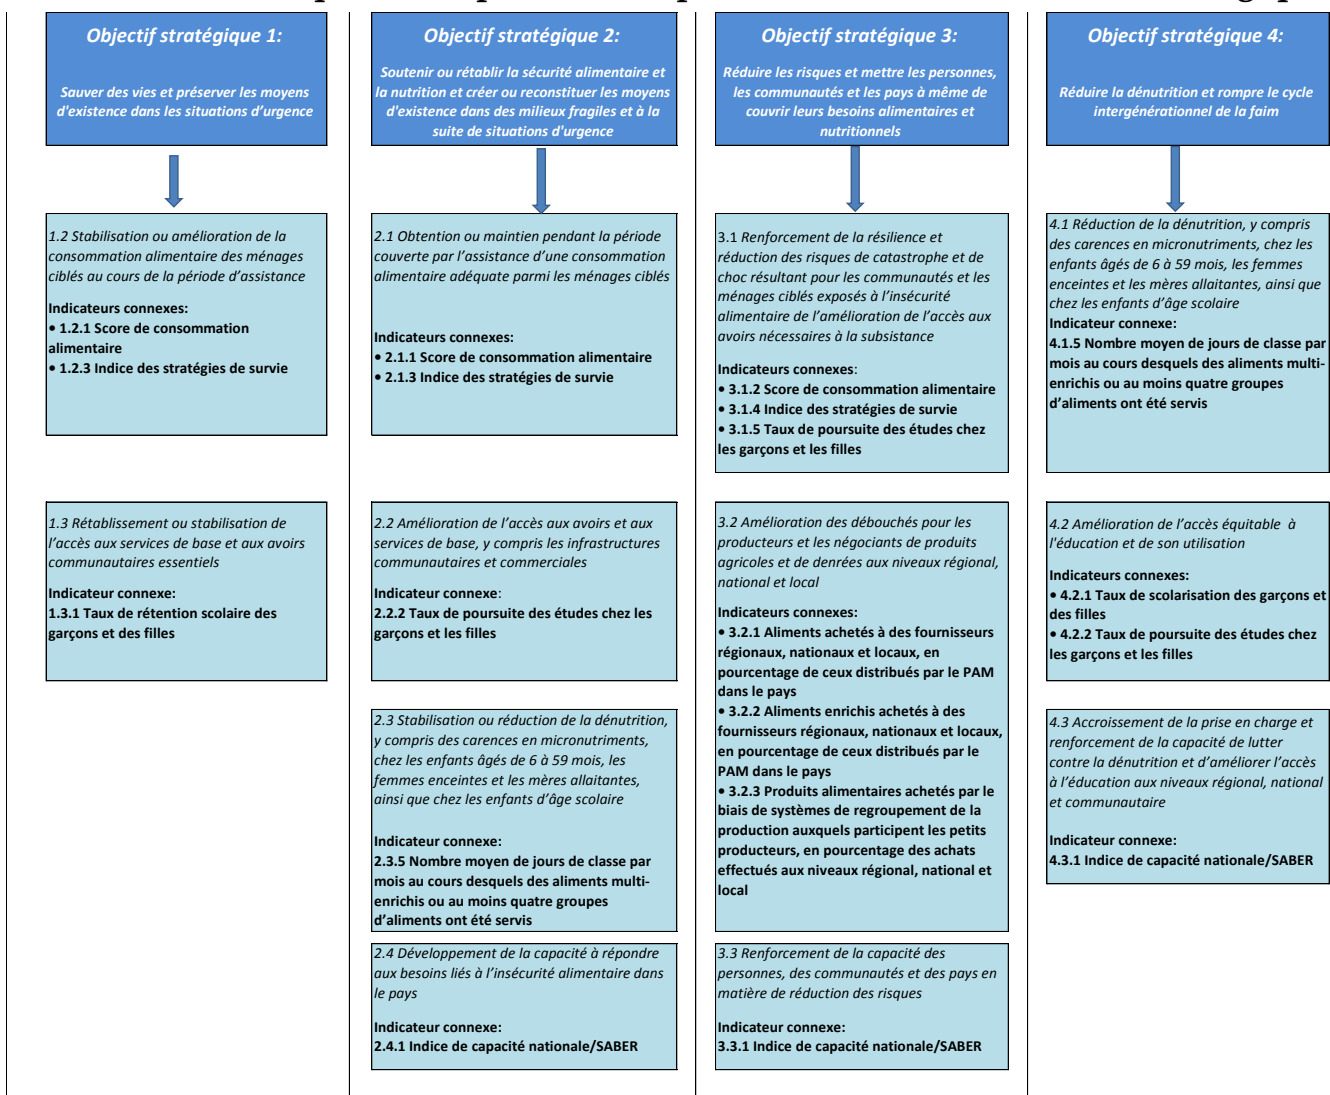 Objectif stratégique 1:
Sauver des vies et préserver les moyens
d'existence dans les situations d’urgence
1.2 Stabilisation ou amélioration de la
consommation alimentaire des ménages
ciblés au cours de la période d’assistance
Indicateurs connexes:
• 1.2.1 Score de consommation
alimentaire
• 1.2.3 Indice des stratégies de survie
1.3 Rétablissement ou stabilisation de
l’accès aux services de base et aux avoirs
communautaires essentiels
Indicateur connexe:
1.3.1 Taux de rétention scolaire des
garçons et des filles
Objectif stratégique 2:
Soutenir ou rétablir la sécurité alimentaire et
la nutrition et créer ou reconstituer les moyens
d'existence dans des milieux fragiles et à la
suite de situations d'urgence
2.1 Obtention ou maintien pendant la période
couverte par l’assistance d’une consommation
alimentaire adéquate parmi les ménages ciblés
Indicateurs connexes:
• 2.1.1 Score de consommation alimentaire
• 2.1.3 Indice des stratégies de survie
2.2 Amélioration de l’accès aux avoirs et aux
services de base, y compris les infrastructures
communautaires et commerciales
Indicateur connexe:
2.2.2 Taux de poursuite des études chez les
garçons et les filles
2.3 Stabilisation ou réduction de la dénutrition,
y compris des carences en micronutriments,
chez les enfants âgés de 6 à 59 mois, les
femmes enceintes et les mères allaitantes,
ainsi que chez les enfants d’âge scolaire
Indicateur connexe:
2.3.5 Nombre moyen de jours de classe par
mois au cours desquels des aliments multi-
enrichis ou au moins quatre groupes
d’aliments ont été servis
2.4 Développement de la capacité à répondre
aux besoins liés à l’insécurité alimentaire dans
le pays
Indicateur connexe:
2.4.1 Indice de capacité nationale/SABER
Objectif stratégique 3:
Réduire les risques et mettre les personnes,
les communautés et les pays à même de
couvrir leurs besoins alimentaires et
nutritionnels
3.1 Renforcement de la résilience et
réduction des risques de catastrophe et de
choc résultant pour les communautés et les
ménages ciblés exposés à l’insécurité
alimentaire de l’amélioration de l’accès aux
avoirs nécessaires à la subsistance
Indicateurs connexes:
• 3.1.2 Score de consommation alimentaire
• 3.1.4 Indice des stratégies de survie
• 3.1.5 Taux de poursuite des études chez
les garçons et les filles
3.2 Amélioration des débouchés pour les
producteurs et les négociants de produits
agricoles et de denrées aux niveaux régional,
national et local
Indicateurs connexes:
• 3.2.1 Aliments achetés à des fournisseurs
régionaux, nationaux et locaux, en
pourcentage de ceux distribués par le PAM
dans le pays
• 3.2.2 Aliments enrichis achetés à des
fournisseurs régionaux, nationaux et locaux,
en pourcentage de ceux distribués par le
PAM dans le pays
• 3.2.3 Produits alimentaires achetés par le
biais de systèmes de regroupement de la
production auxquels participent les petits
producteurs, en pourcentage des achats
effectués aux niveaux régional, national et
local
3.3 Renforcement de la capacité des
personnes, des communautés et des pays en
matière de réduction des risques
Indicateur connexe:
3.3.1 Indice de capacité nationale/SABER
Objectif stratégique 4:
Réduire la dénutrition et rompre le cycle
intergénérationnel de la faim
4.1 Réduction de la dénutrition, y compris
des carences en micronutriments, chez les
enfants âgés de 6 à 59 mois, les femmes
enceintes et les mères allaitantes, ainsi que
chez les enfants d’âge scolaire
Indicateur connexe:
4.1.5 Nombre moyen de jours de classe par
mois au cours desquels des aliments multi-
enrichis ou au moins quatre groupes
d’aliments ont été servis
4.2 Amélioration de l’accès équitable à
l'éducation et de son utilisation
Indicateurs connexes:
• 4.2.1 Taux de scolarisation des garçons et
des filles
• 4.2.2 Taux de poursuite des études chez
les garçons et les filles
4.3 Accroissement de la prise en charge et
renforcement de la capacité de lutter
contre la dénutrition et d’améliorer l’accès
à l’éducation aux niveaux régional, national
et communautaire
Indicateur connexe:
4.3.1 Indice de capacité nationale/SABER